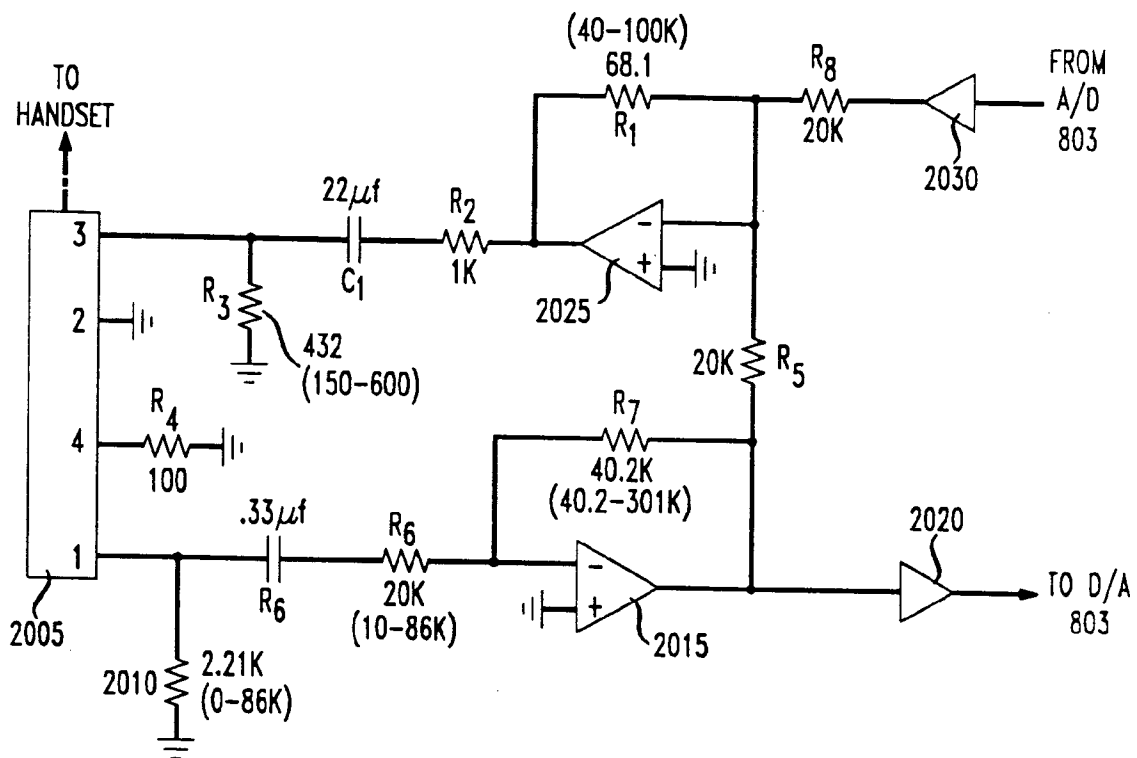 (40-100K)
68.1
R1
R8
20K
FROM
A/D
803
2030
TO
HANDSET
22µf
C1
R2
1K
-
+
2025
3
2
4
1
R3
432
(150-600)
20K
R5
R4
100
R7
40.2K
(40.2-301K)
.33µf
R6
R6
20K
(10-86K)
-
+
2015
2020
TO D/A
803
2005
2010
2.21K
(0-86K)